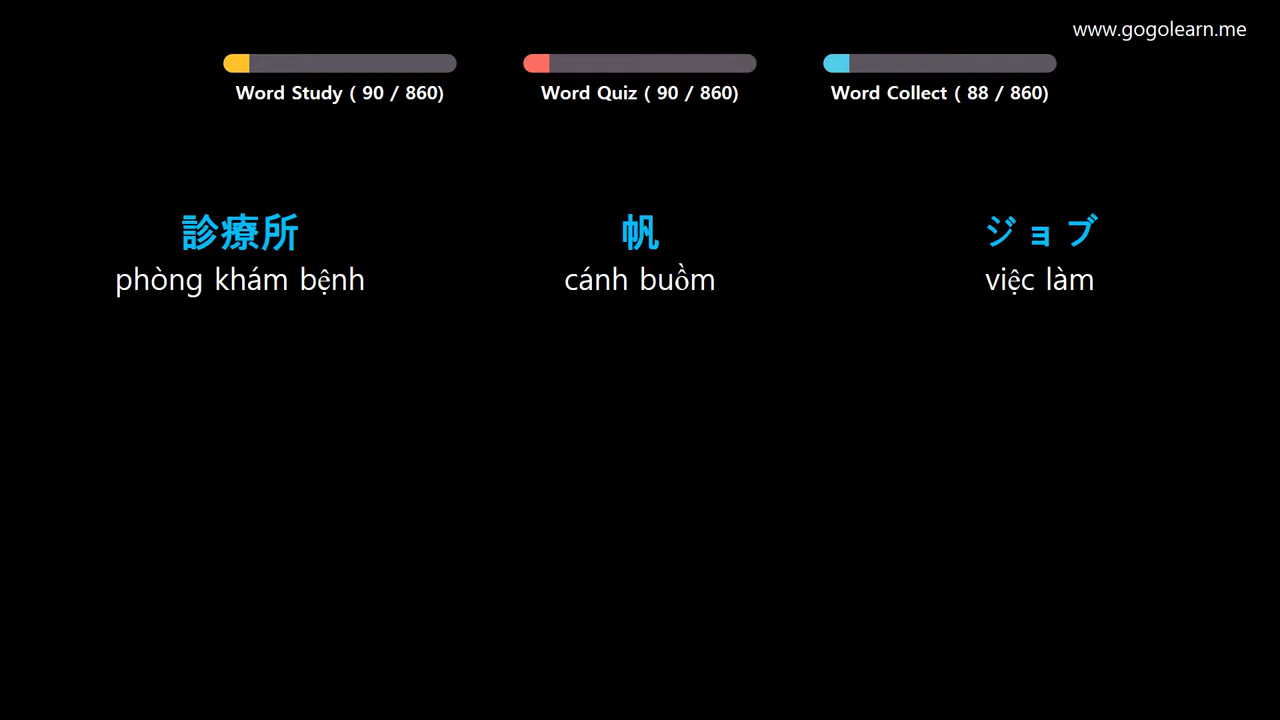 www.gogolearn.me
Word Study ( 90 / 860)
Word Quiz ( 90 / 860)
Word Collect ( 88 / 860)
診療所
phòng khám bệnh
帆
cánh buồm
ジョブ
việc làm